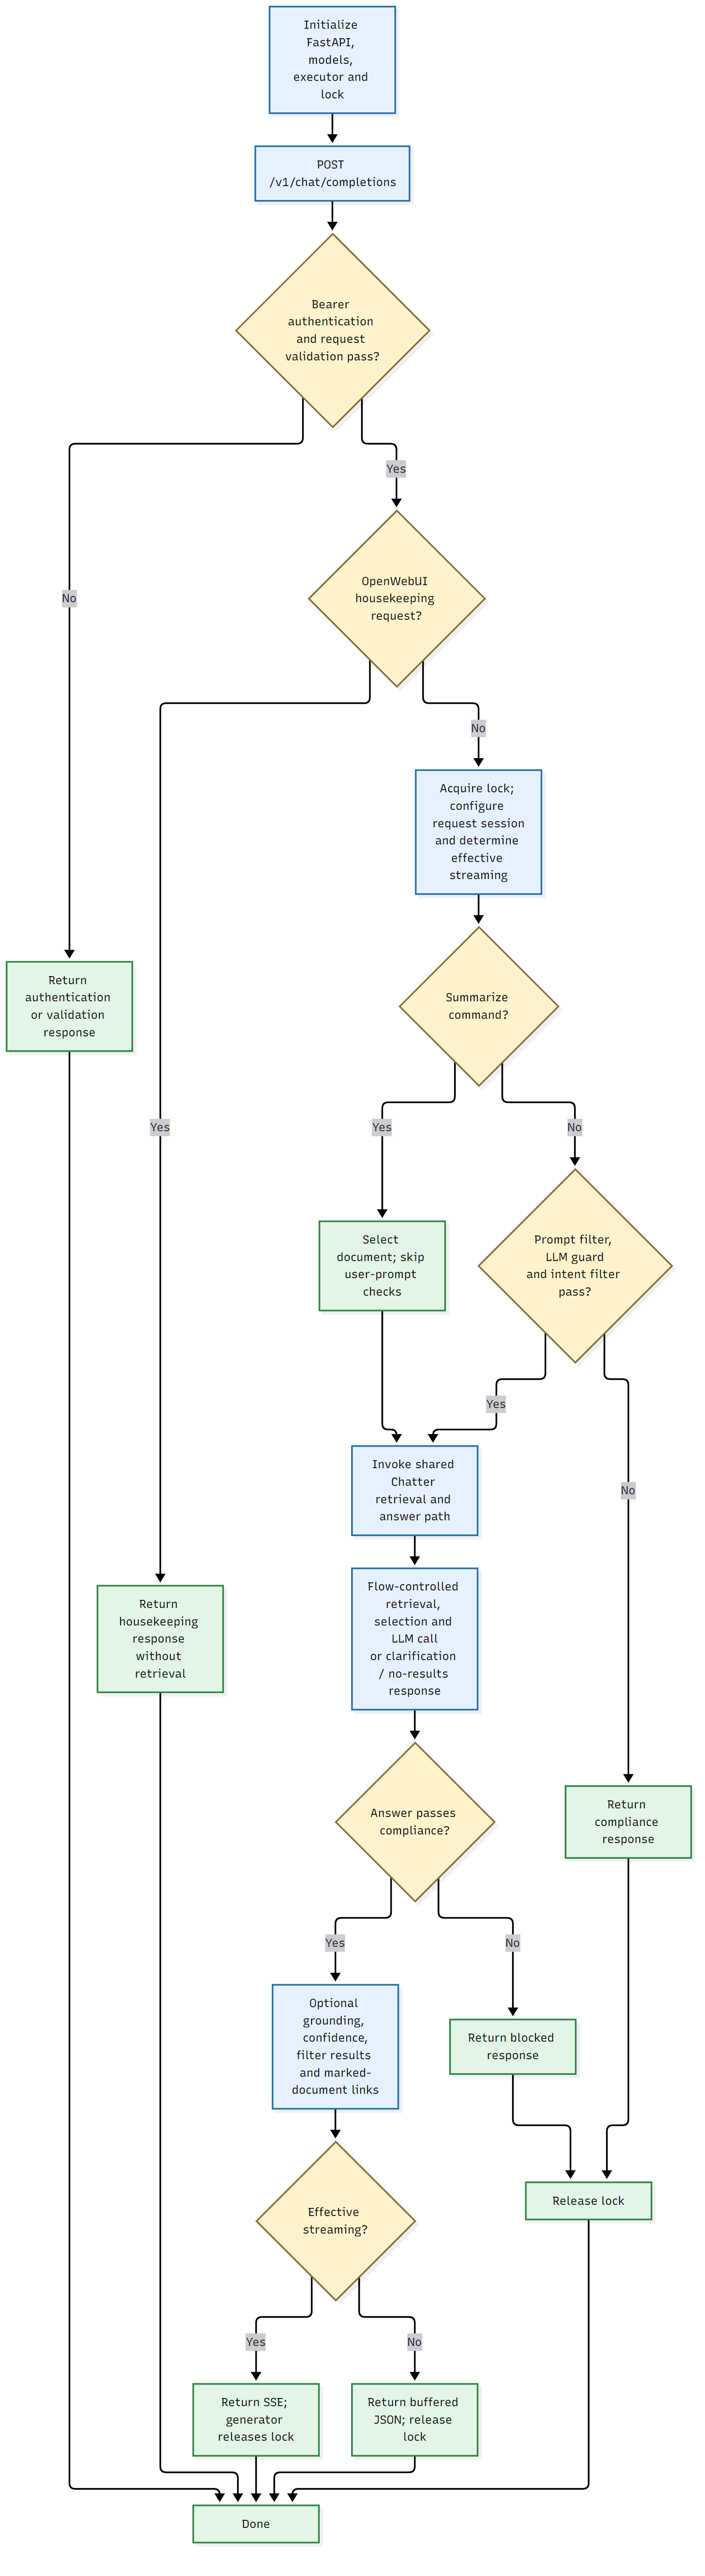 Initialize
FastAPI,
models,
executor and
lock
POST
/v1/chat/completions
Bearer
authentication
and request
validation pass?
Yes
No
OpenWebUI
housekeeping
request?
No
Acquire lock;
configure
request session
and determine
effective
streaming
Return
authentication
or validation
response
Summarize
command?
Yes
Yes
No
Select
document; skip
user-prompt
checks
Prompt filter,
LLM guard
and intent filter
pass?
Yes
Invoke shared
Chatter
retrieval and
answer path
No
Return
housekeeping
response
without
retrieval
Flow-controlled
retrieval,
selection and
LLM call
or clarification
/ no-results
response
Answer passes
compliance?
Return
compliance
response
Yes
No
Optional
grounding,
confidence,
filter results
and marked-
document links
Return blocked
response
Release lock
Effective
streaming?
Yes
No
Return SSE;
generator
releases lock
Return buffered
JSON; release
lock
Done